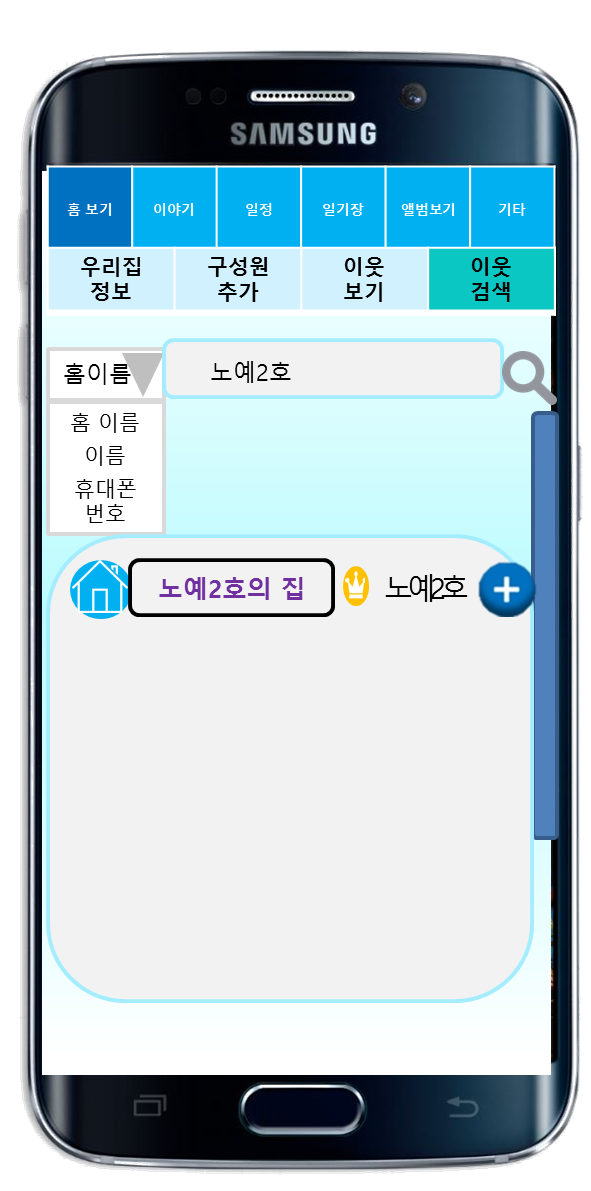 SAMSUNG
홈 보기 이야기 일정 일기장 앨범보기 기타
우리집 구성원 이웃 이웃
정보 추가 보기 검색
홈이름 노예2호
홈 이름
이름
휴대폰
번호
노예2호의 집 노예2호